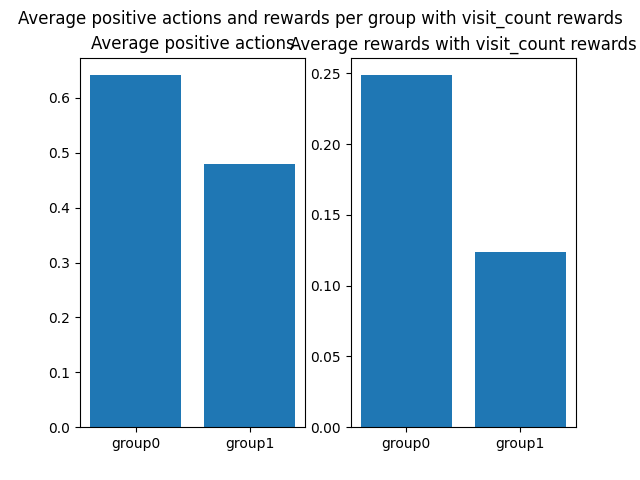 Average positive actions and rewards per group with visit_count rewards
Average positive actions
0.6
0.5
0.4
0.3
0.2
0.1
0.0
group0 group1
Average rewards with visit_count rewards
0.25
0.20
0.15
0.10
0.05
0.00
group0 group1